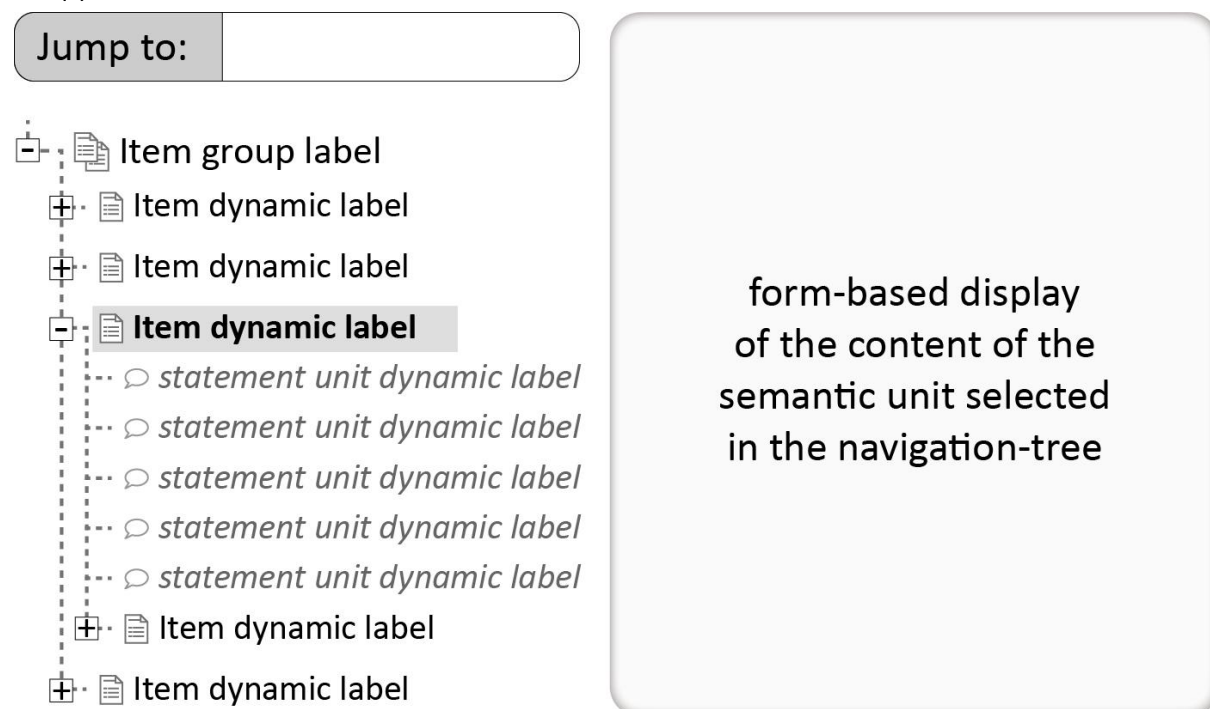 Jump to:
Item group label
Item dynamic label
Item dynamic label
Item dynamic label
statement unit dynamic label
statement unit dynamic label
statement unit dynamic label
statement unit dynamic label
statement unit dynamic label
Item dynamic label
Item dynamic label
form-based display
of the content of the
semantic unit selected
in the navigation-tree